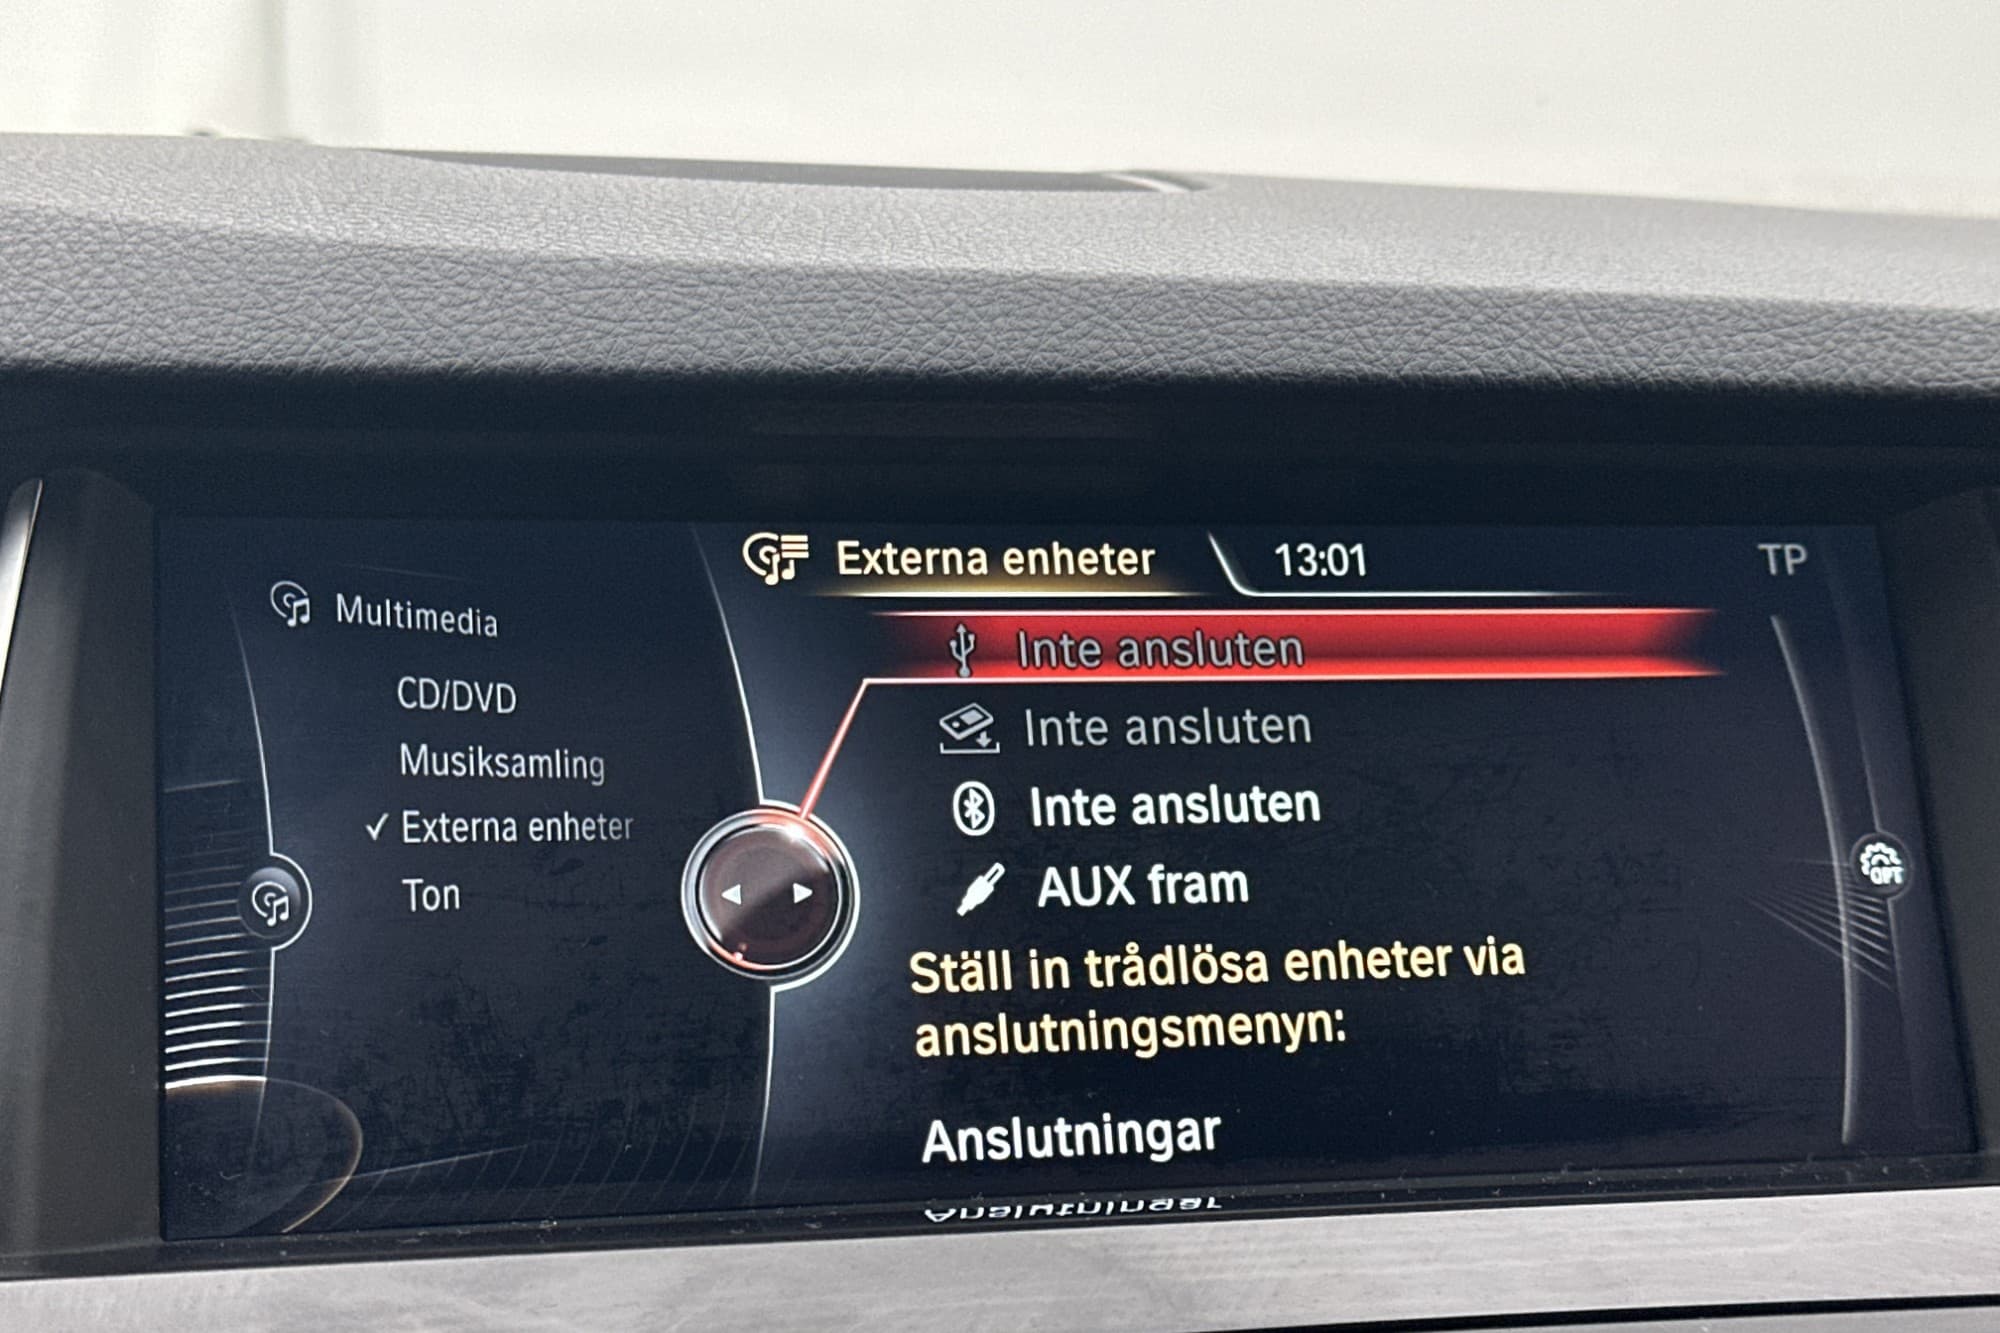 Externa enheter
13:01
TP
Multimedia
CD/DVD
Musiksamling
✓ Externa enheter
Ton
Inte ansluten
Inte ansluten
Inte ansluten
AUX fram
Ställ in trådlösa enheter via
anslutningsmenyn:
Anslutningar
OPT